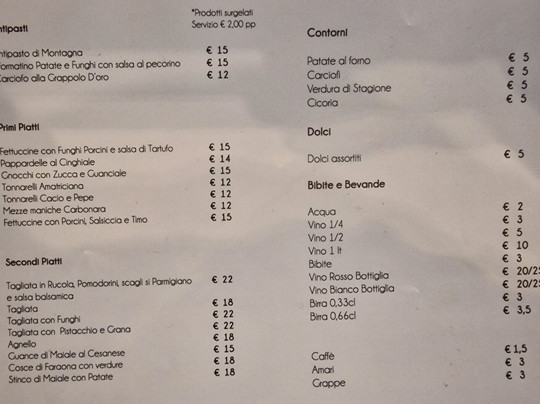 *Prodotti surgelati
Servizio € 2,00 pp
ntipasti
ntipasto di Montagna € 15
formatino Patate e Funghi con salsa al pecorino € 15
Carciofo alla Grappolo D'oro € 12
Primi Piatti
Fettuccine con Funghi Porcini e salsa di Tartufo € 15
Pappardelle al Cinghiale € 14
Gnocchi con Zucca e Guanciale € 15
Tonnarelli Amatriciana € 12
Tonnarelli Cacio e Pepe € 12
Mezze maniche Carbonara € 12
Fettuccine con Porcini, Salsiccia e Timo € 15
Secondi Piatti
Tagliata in Rucola, Pomodorini, scagli si Parmigiano € 22
e salsa balsamica
Tagliata € 18
Tagliata con Funghi € 22
Tagliata con Pistacchio e Grana € 22
Agnello € 18
Guance di Maiale al Cesanese € 15
Cosce di Faraona con verdure € 18
Stinco di Maiale con Patate € 18
Contorni
Patate al forno € 5
Carciofi € 5
Verdura di Stagione € 5
Cicoria € 5
Dolci
Dolci assortiti € 5
Bibite e Bevande
Acqua € 2
Vino 1/4 € 3
Vino 1/2 € 5
Vino 1 lt € 10
Bibite € 3
Vino Rosso Bottiglia € 20/25
Vino Bianco Bottiglia € 20/25
Birra 0,33cl € 3
Birra 0,66cl € 3,5
Caffè € 1,5
Amari € 3
Grappe € 3